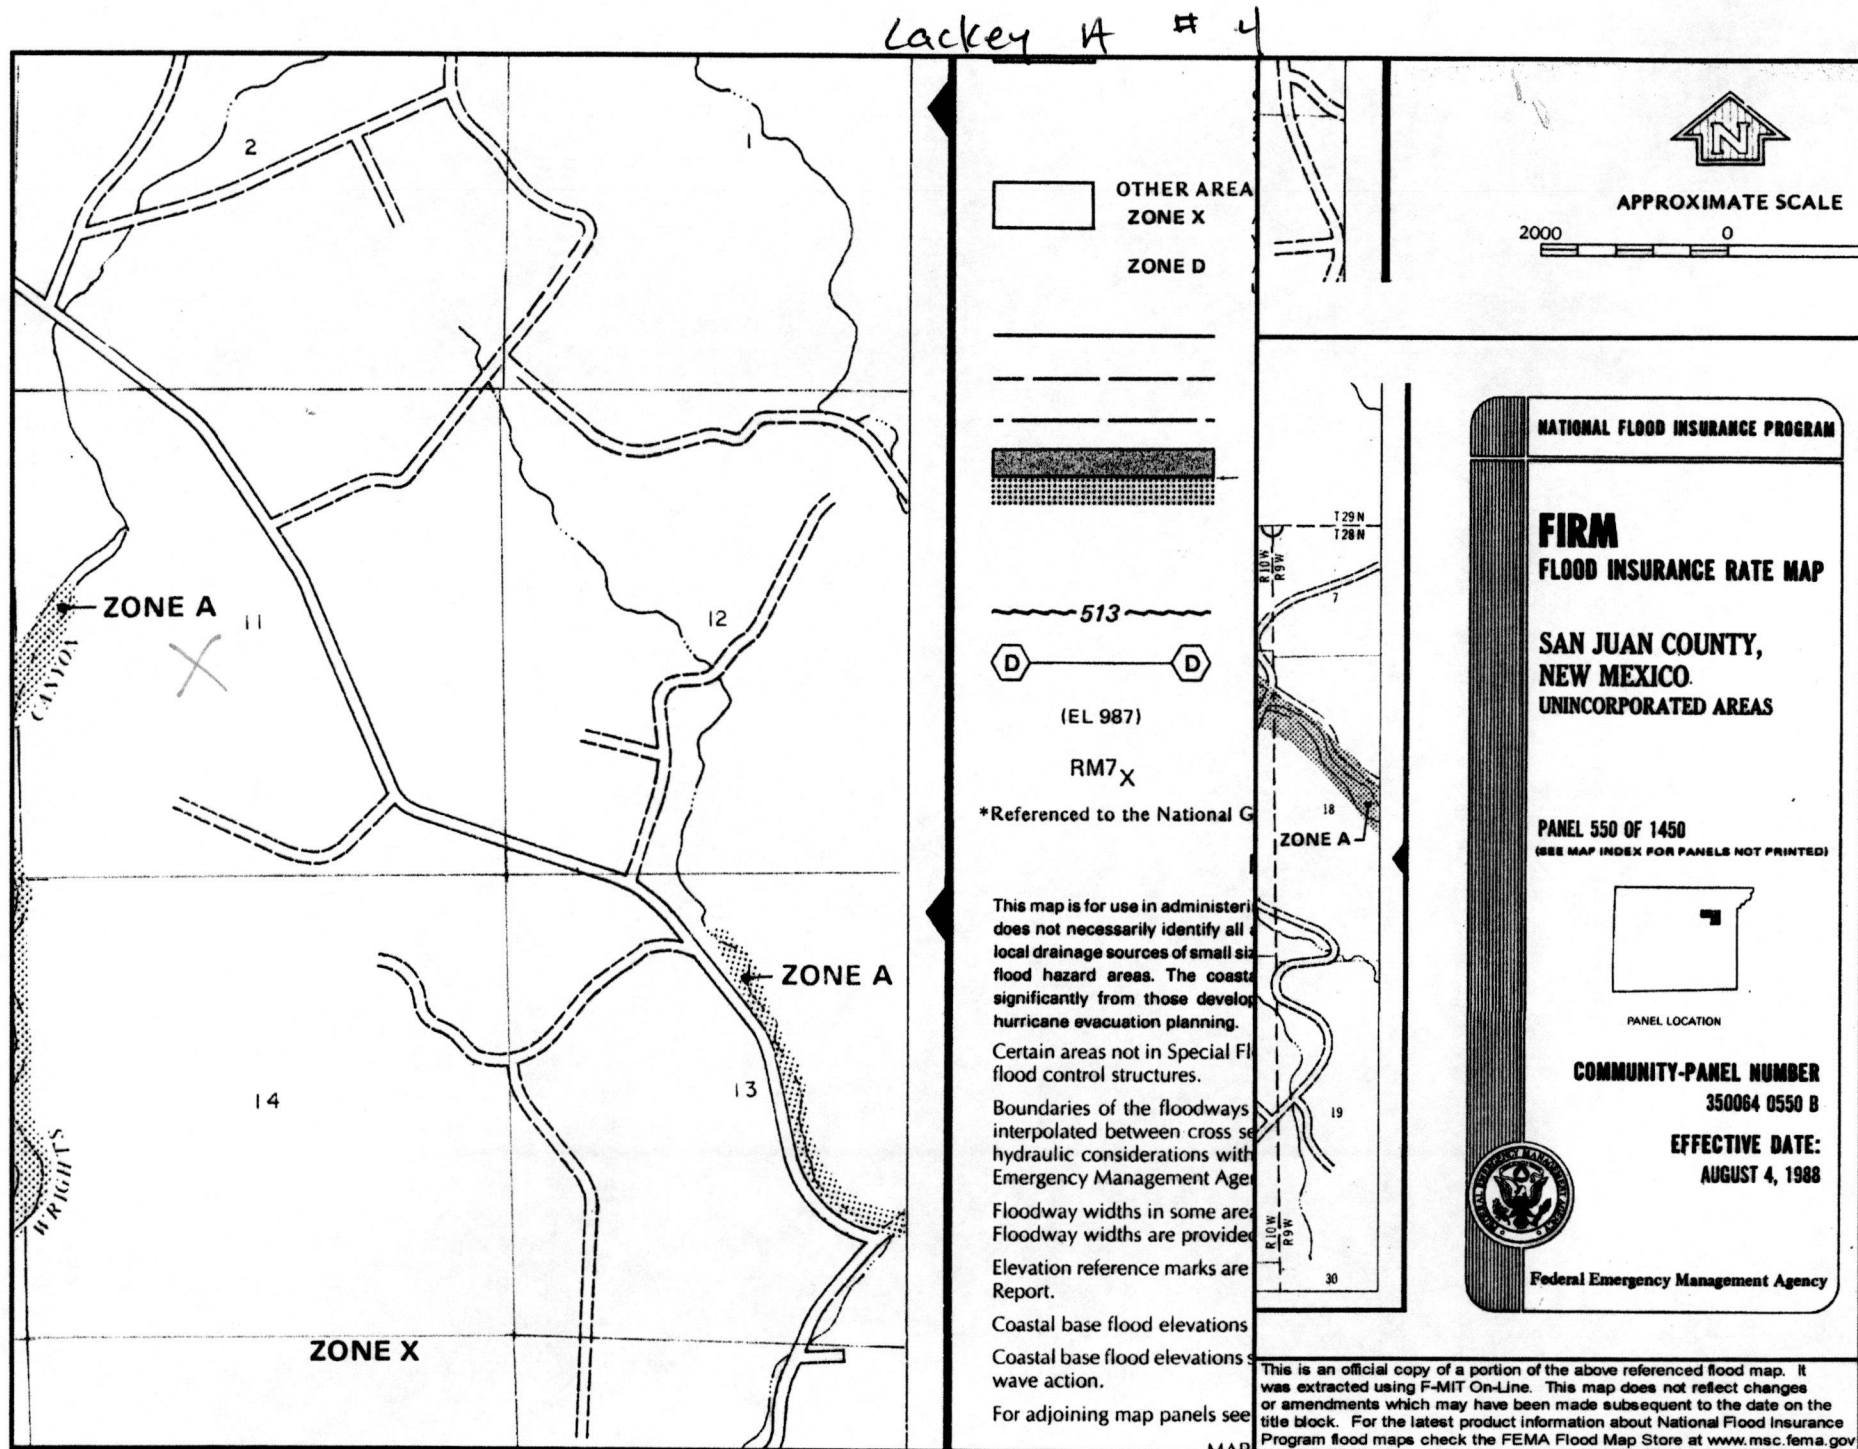 Lackey A # 4
2
1
ZONE A
11
12
CANYON
ZONE A
13
14
WRIGHTS
ZONE X
OTHER AREA
ZONE X
ZONE D
513
D D
(EL 987)
RM7 X
*Referenced to the National G
This map is for use in administeri
does not necessarily identify all
local drainage sources of small siz
flood hazard areas. The coasta
significantly from those develop
hurricane evacuation planning.
Certain areas not in Special Fl
flood control structures.
Boundaries of the floodways
interpolated between cross se
hydraulic considerations with
Emergency Management Agen
Floodway widths in some area
Floodway widths are provided
Elevation reference marks are
Report.
Coastal base flood elevations
Coastal base flood elevations s
wave action.
For adjoining map panels see
T29N
T28N
R10W
R9W
7
18
ZONE A
19
R10W
R9W
30
N
APPROXIMATE SCALE
2000 0
NATIONAL FLOOD INSURANCE PROGRAM
FIRM
FLOOD INSURANCE RATE MAP
SAN JUAN COUNTY,
NEW MEXICO
UNINCORPORATED AREAS
PANEL 550 OF 1450
(SEE MAP INDEX FOR PANELS NOT PRINTED)
PANEL LOCATION
COMMUNITY-PANEL NUMBER
350064 0550 B
EFFECTIVE DATE:
AUGUST 4, 1988
FEDERAL EMERGENCY MANAGEMENT AGENCY
Federal Emergency Management Agency
This is an official copy of a portion of the above referenced flood map. It
was extracted using F-MIT On-Line. This map does not reflect changes
or amendments which may have been made subsequent to the date on the
title block. For the latest product information about National Flood Insurance
Program flood maps check the FEMA Flood Map Store at www.msc.fema.gov